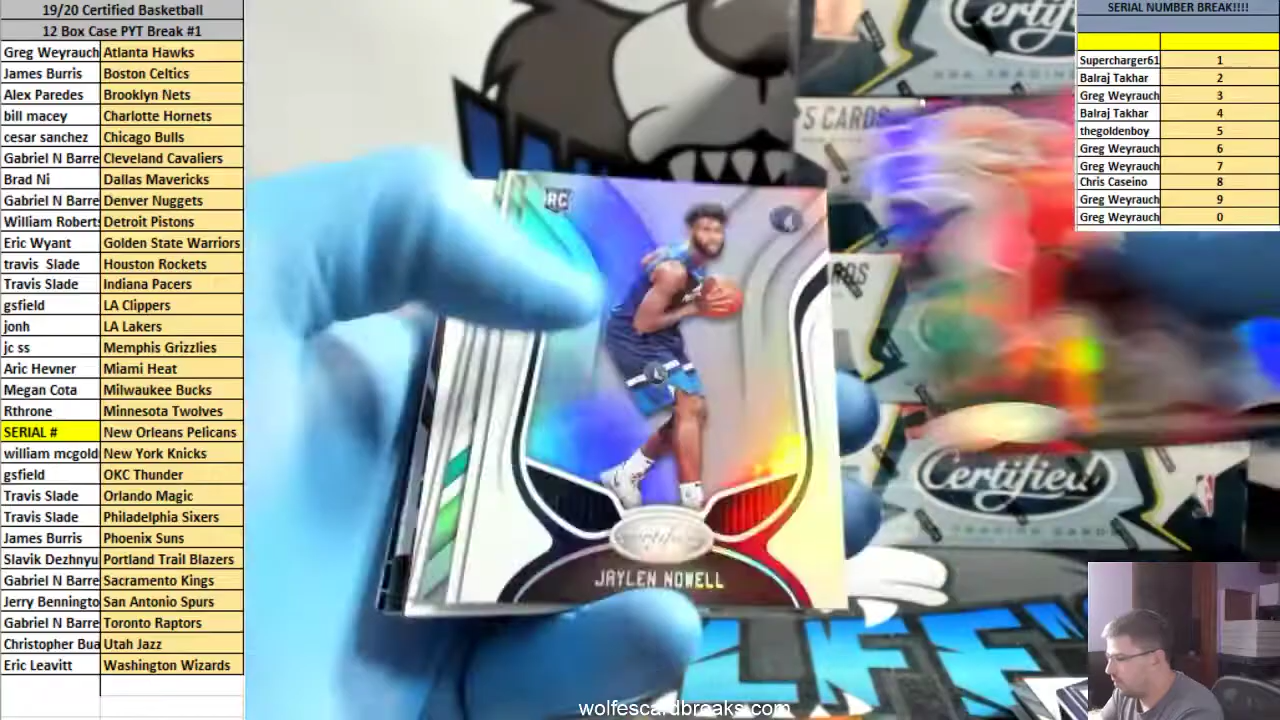 19/20 Certified Basketball
12 Box Case PYT Break #1
Greg Weyrauch Atlanta Hawks
James Burris Boston Celtics
Alex Paredes Brooklyn Nets
bill macey Charlotte Hornets
cesar sanchez Chicago Bulls
Gabriel N Barre Cleveland Cavaliers
Brad Ni Dallas Mavericks
Gabriel N Barre Denver Nuggets
William Roberts Detroit Pistons
Eric Wyant Golden State Warriors
travis Slade Houston Rockets
Travis Slade Indiana Pacers
gsfield LA Clippers
jonh LA Lakers
jc ss Memphis Grizzlies
Aric Hevner Miami Heat
Megan Cota Milwaukee Bucks
Rthrone Minnesota Twolves
SERIAL # New Orleans Pelicans
william mcgold New York Knicks
gsfield OKC Thunder
Travis Slade Orlando Magic
Travis Slade Philadelphia Sixers
James Burris Phoenix Suns
Slavik Dezhnyu Portland Trail Blazers
Gabriel N Barre Sacramento Kings
Jerry Bennington San Antonio Spurs
Gabriel N Barre Toronto Raptors
Christopher Bua Utah Jazz
Eric Leavitt Washington Wizards
SERIAL NUMBER BREAK!!!!
Supercharger61 1
Balraj Takhar 2
Greg Weyrauch 3
Balraj Takhar 4
thegoldenboy 5
Greg Weyrauch 6
Greg Weyrauch 7
Chris Caseino 8
Greg Weyrauch 9
Greg Weyrauch 0
5 CARDS
RC
Certified
TRADING CARDS
JAYLEN NOWELL
wolfescardbreaks.com